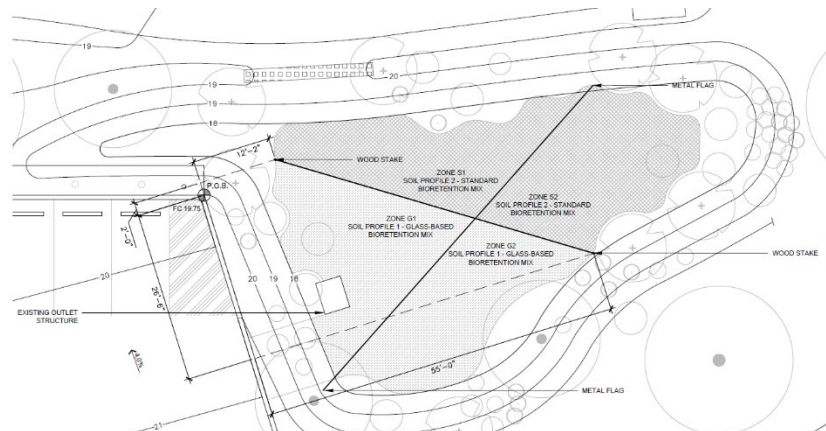 19
20
19
METAL FLAG
19
18
12'-2"
WOOD STAKE
ZONE S1
SOIL PROFILE 2 - STANDARD
BIORETENTION MIX
P.O.B.
ZONE S2
SOIL PROFILE 2 - STANDARD
BIORETENTION MIX
FC 19.75
ZONE G1
SOIL PROFILE 1 - GLASS-BASED
BIORETENTION MIX
2'-0"
ZONE G2
SOIL PROFILE 1 - GLASS-BASED
BIORETENTION MIX
WOOD STAKE
20
20
19
18
26'-6"
EXISTING OUTLET
STRUCTURE
4.0%
55'-0"
METAL FLAG
21